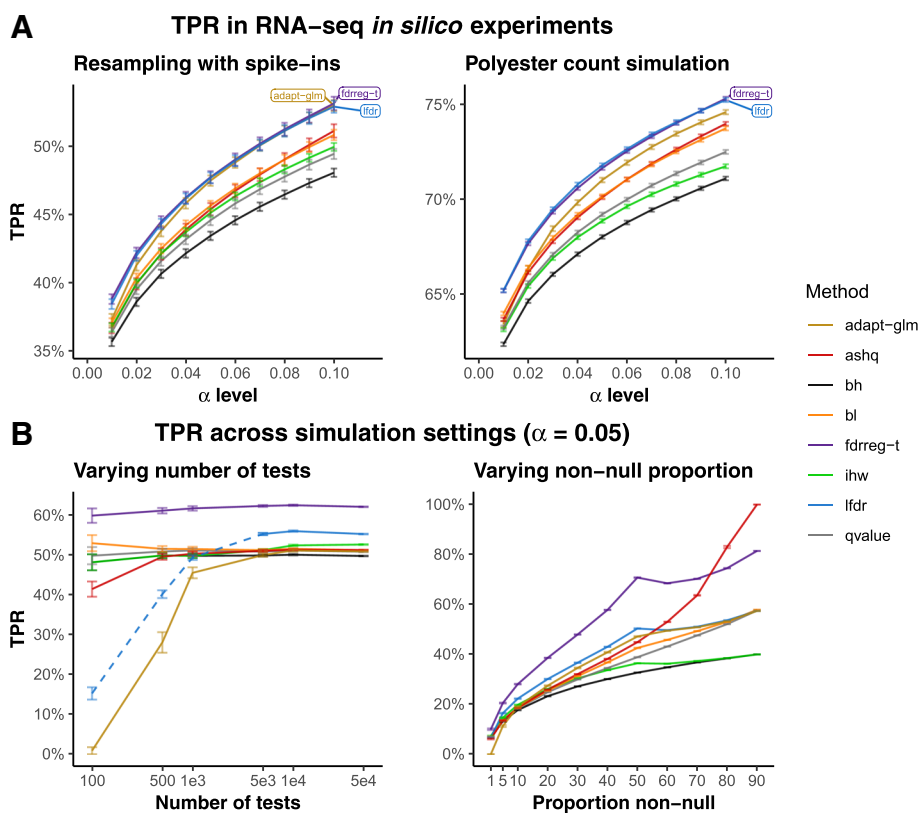 A
TPR in RNA−seq in silico experiments
Resampling with spike−ins
Polyester count simulation
adapt−glm
fdrreg−t
lfdr
fdrreg−t
lfdr
TPR
50%
45%
40%
35%
75%
70%
65%
0.00 0.02 0.04 0.06 0.08 0.10
0.00 0.02 0.04 0.06 0.08 0.10
α level
α level
Method
adapt−glm
ashq
bh
bl
fdrreg−t
ihw
lfdr
qvalue
B
TPR across simulation settings (α = 0.05)
Varying number of tests
Varying non−null proportion
TPR
60%
50%
40%
30%
20%
10%
0%
100%
80%
60%
40%
20%
0%
100 500 1e3 5e3 1e4 5e4
1 5 10 20 30 40 50 60 70 80 90
Number of tests
Proportion non−null